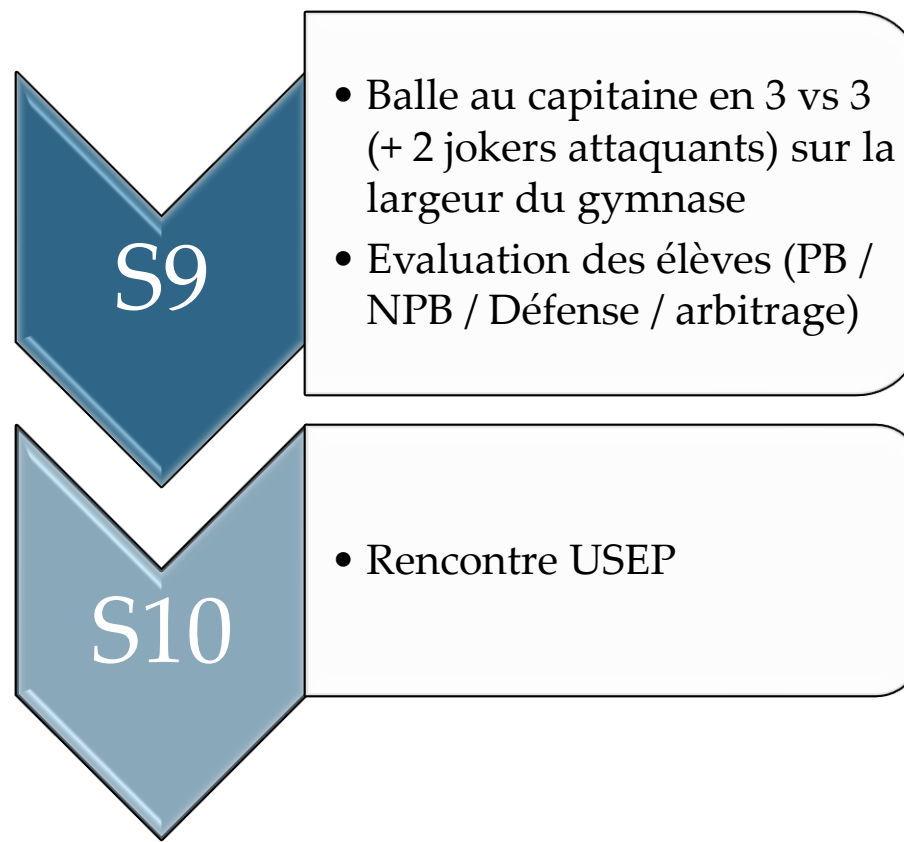 S9
• Balle au capitaine en 3 vs 3
(+ 2 jokers attaquants) sur la
largeur du gymnase
• Evaluation des élèves (PB /
NPB / Défense / arbitrage)
S10
• Rencontre USEP